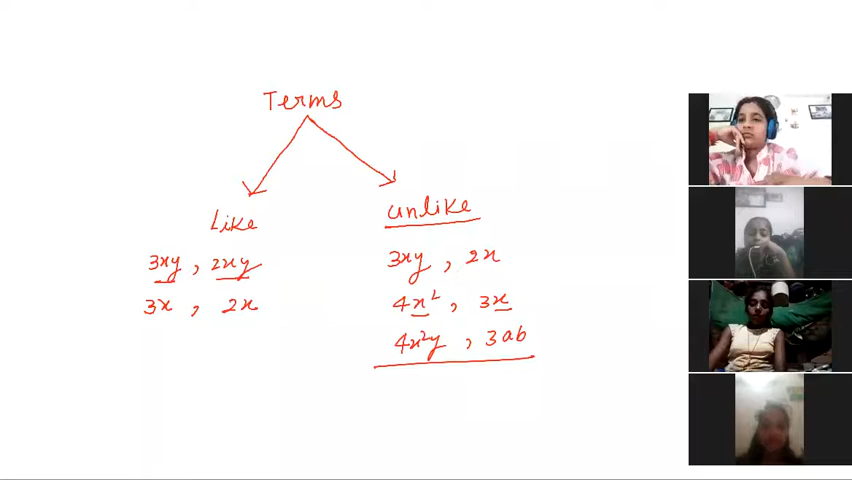 Terms
Like
unlike
3xy, 2xy
3xy, 2x
3x, 2x
4x², 3x
4x²y, 3ab